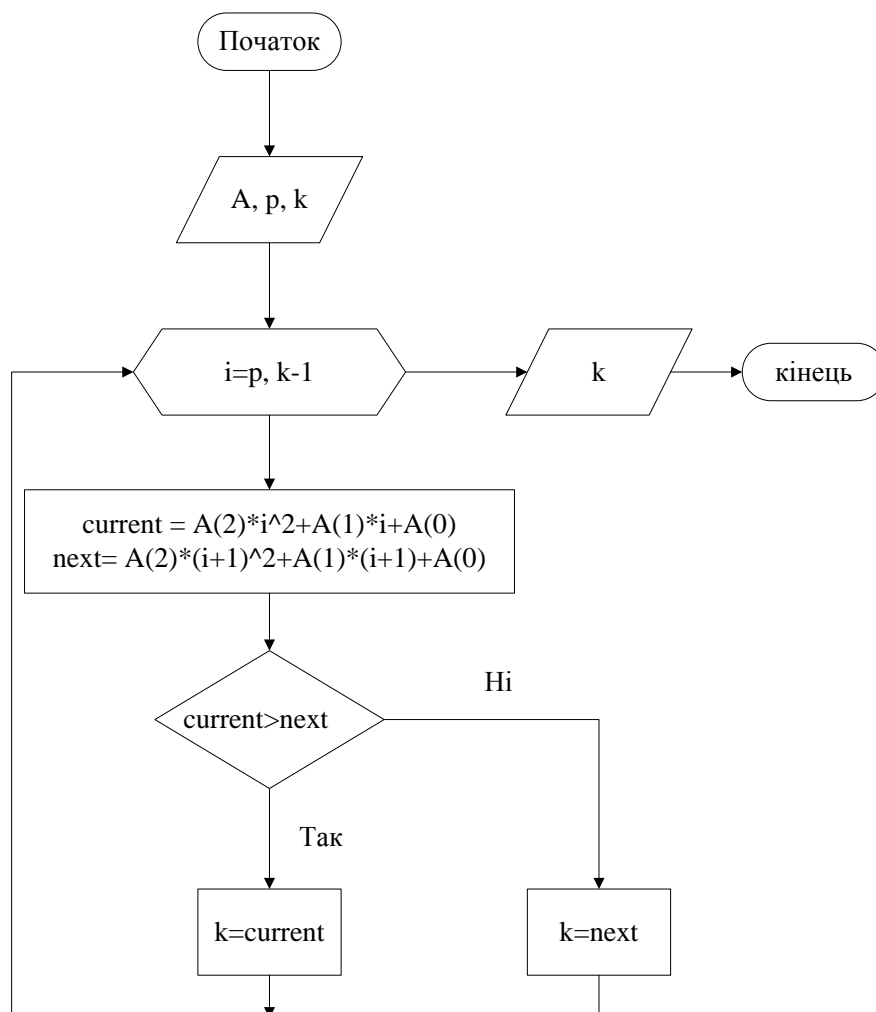 Початок
A, p, k
i=p, k-1
k
кінець
current = A(2)*i^2+A(1)*i+A(0)
next= A(2)*(i+1)^2+A(1)*(i+1)+A(0)
current>next
Ні
Так
k=current
k=next